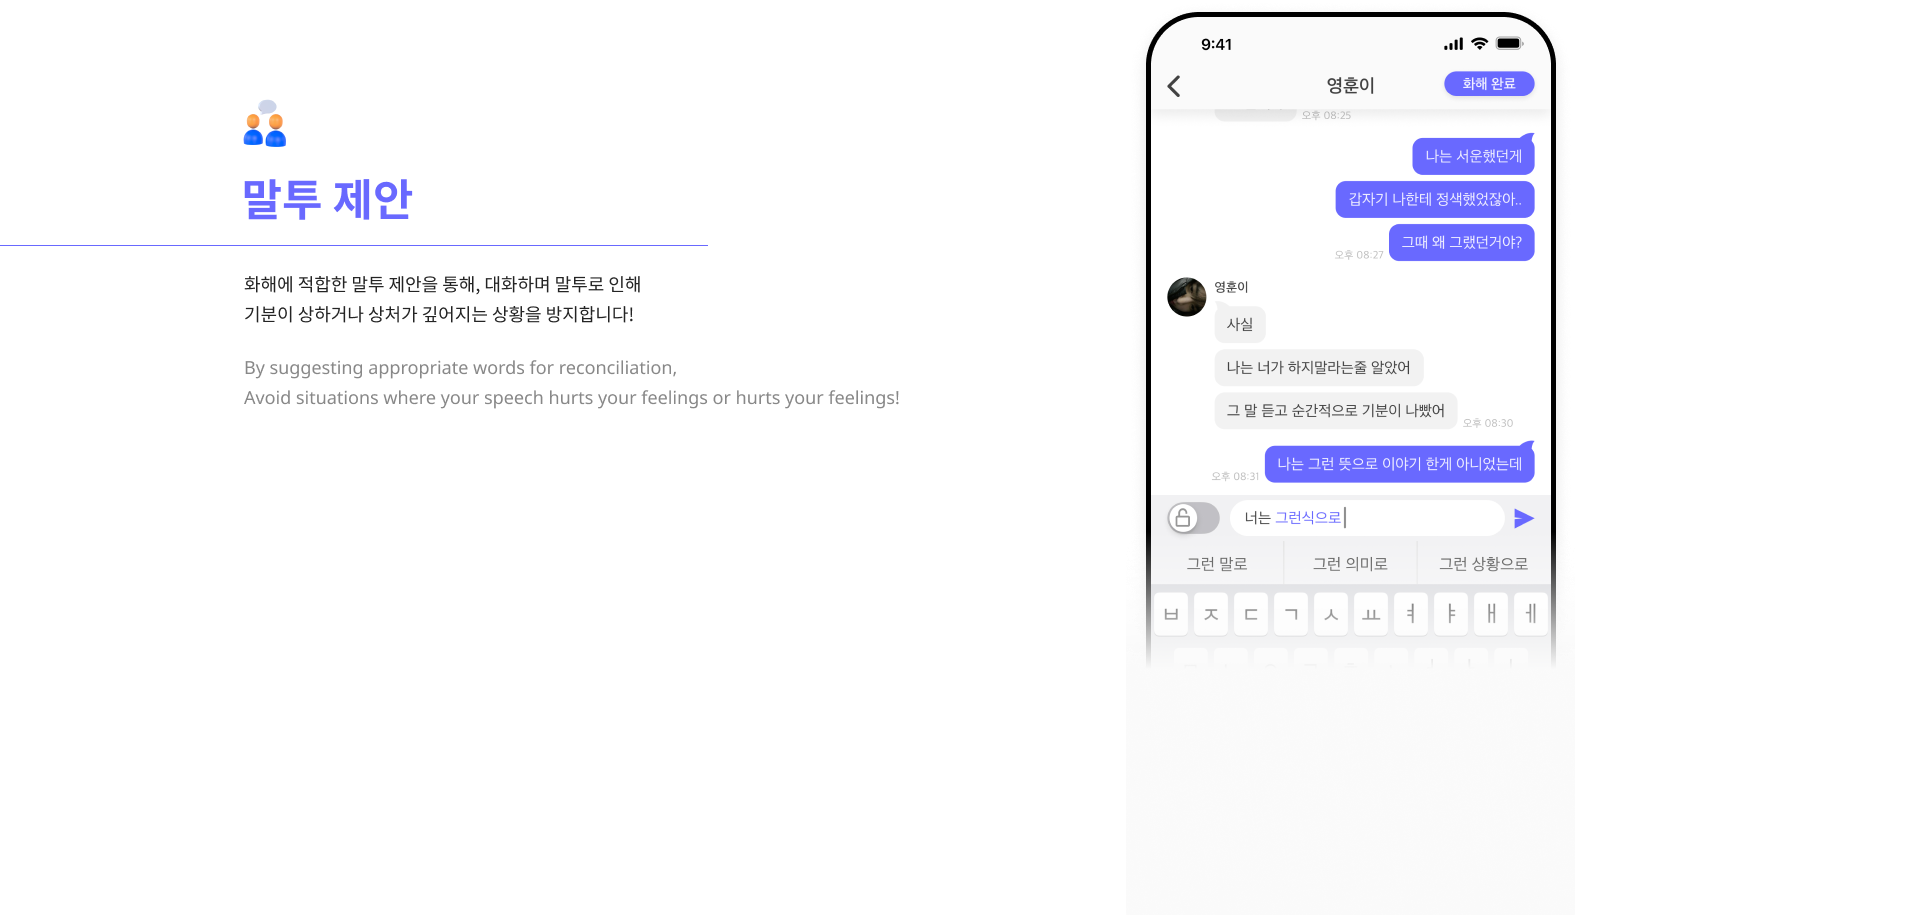 말투 제안
화해에 적합한 말투 제안을 통해, 대화하며 말투로 인해
기분이 상하거나 상처가 깊어지는 상황을 방지합니다!
By suggesting appropriate words for reconciliation,
Avoid situations where your speech hurts your feelings or hurts your feelings!
9:41
영훈이
화해 완료
오후 08:25
나는 서운했던게
갑자기 나한테 정색했었잖아..
그때 왜 그랬던거야?
오후 08:27
영훈이
사실
나는 너가 하지말라는줄 알았어
그 말 듣고 순간적으로 기분이 나빴어
오후 08:30
나는 그런 뜻으로 이야기 한게 아니었는데
오후 08:31
너는 그런식으로
그런 말로 그런 의미로 그런 상황으로
ㅂ ㅈ ㄷ ㄱ ㅅ ㅛ ㅕ ㅑ ㅐ ㅔ